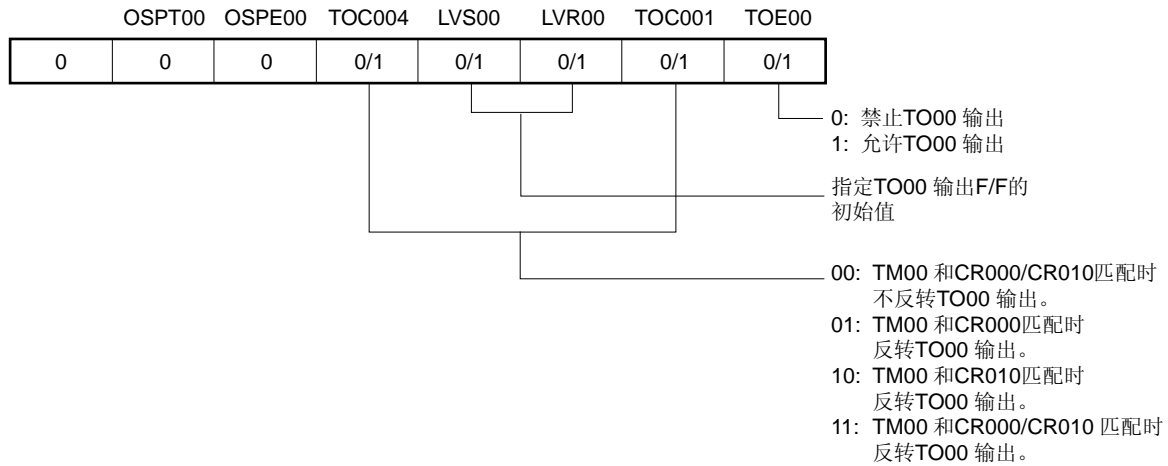 OSPT00 OSPE00 TOC004 LVS00 LVR00 TOC001 TOE00
0 0 0 0/1 0/1 0/1 0/1 0/1
0: 禁止TO00 输出
1: 允许TO00 输出
指定TO00 输出F/F的
初始值
00: TM00 和CR000/CR010匹配时
不反转TO00 输出。
01: TM00 和CR000匹配时
反转TO00 输出。
10: TM00 和CR010匹配时
反转TO00 输出。
11: TM00 和CR000/CR010 匹配时
反转TO00 输出。